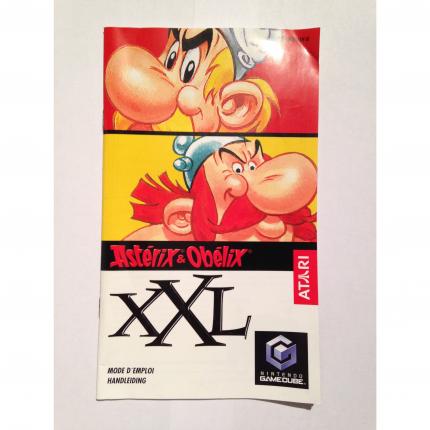 Astérix & Obélix
ATARI
XXL
MODE D'EMPLOI
HANDLEIDING
NINTENDO
GAMECUBE